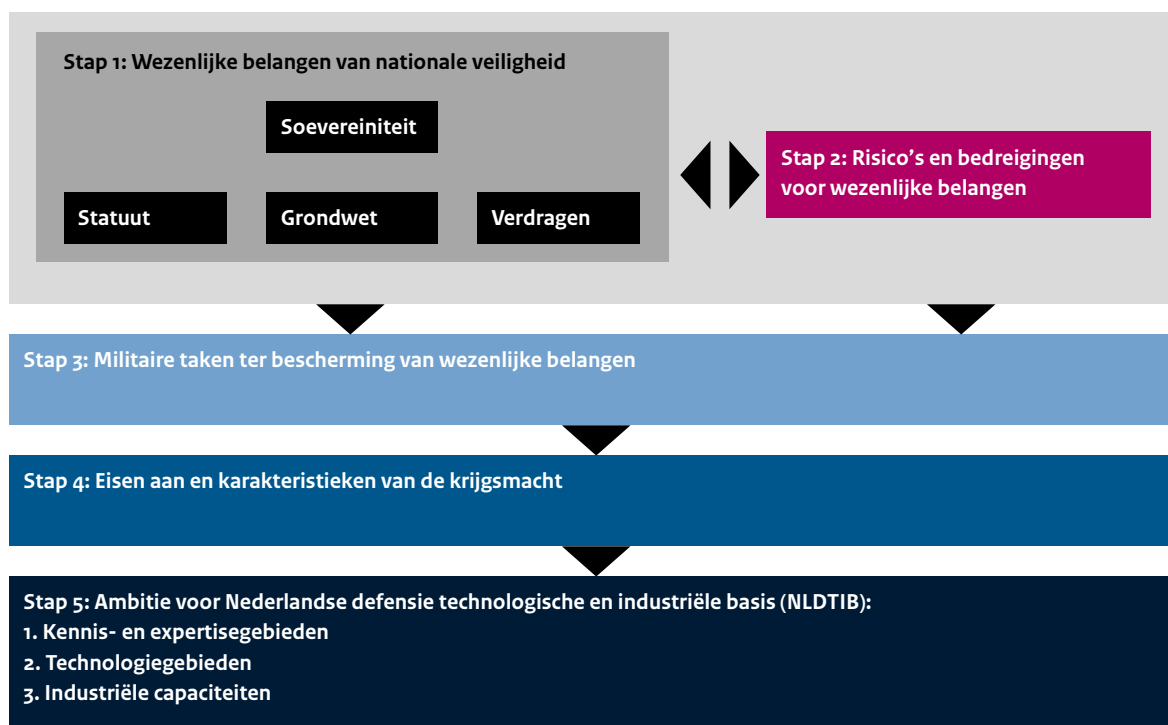 Stap 1: Wezenlijke belangen van nationale veiligheid
Soevereiniteit
Statuut
Grondwet
Verdragen
Stap 2: Risico's en bedreigingen
voor wezenlijke belangen
Stap 3: Militaire taken ter bescherming van wezenlijke belangen
Stap 4: Eisen aan en karakteristieken van de krijgsmacht
Stap 5: Ambitie voor Nederlandse defensie technologische en industriële basis (NLDTIB):
1. Kennis- en expertisegebieden
2. Technologiegebieden
3. Industriële capaciteiten